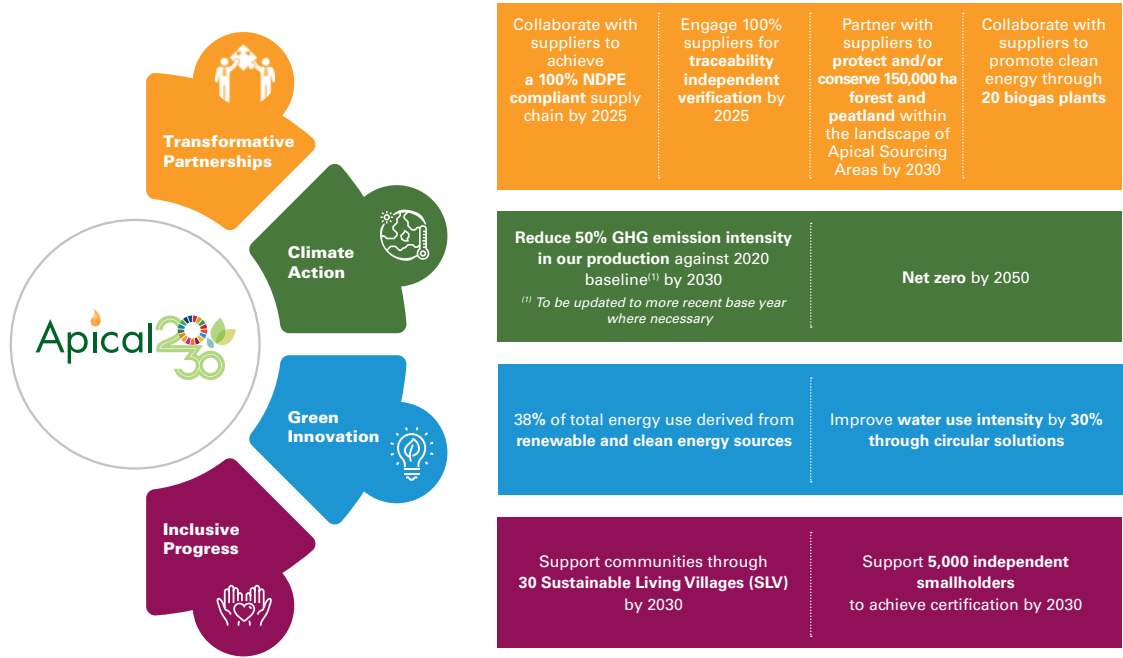 Transformative
Partnerships
Collaborate with
suppliers to
achieve
a 100% NDPE
compliant supply
chain by 2025
Engage 100%
suppliers for
traceability
independent
verification by
2025
Partner with
suppliers to
protect and/or
conserve 150,000 ha
forest and
peatland within
the landscape of
Apical Sourcing
Areas by 2030
Collaborate with
suppliers to
promote clean
energy through
20 biogas plants
Climate
Action
Reduce 50% GHG emission intensity
in our production against 2020
baseline(1) by 2030
(1) To be updated to more recent base year
where necessary
Net zero by 2050
Apical2030
Green
Innovation
38% of total energy use derived from
renewable and clean energy sources
Improve water use intensity by 30%
through circular solutions
Inclusive
Progress
Support communities through
30 Sustainable Living Villages (SLV)
by 2030
Support 5,000 independent
smallholders
to achieve certification by 2030